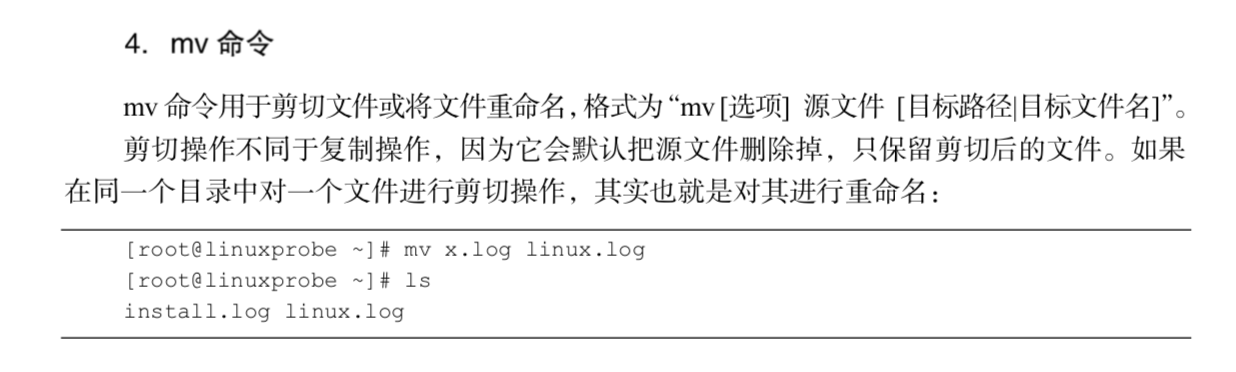 4. mv 命令
mv 命令用于剪切文件或将文件重命名，格式为“mv [选项] 源文件 [目标路径|目标文件名]”。
剪切操作不同于复制操作，因为它会默认把源文件删除掉，只保留剪切后的文件。如果
在同一个目录中对一个文件进行剪切操作，其实也就是对其进行重命名：
[root@linuxprobe ~]# mv x.log linux.log
[root@linuxprobe ~]# ls
install.log linux.log